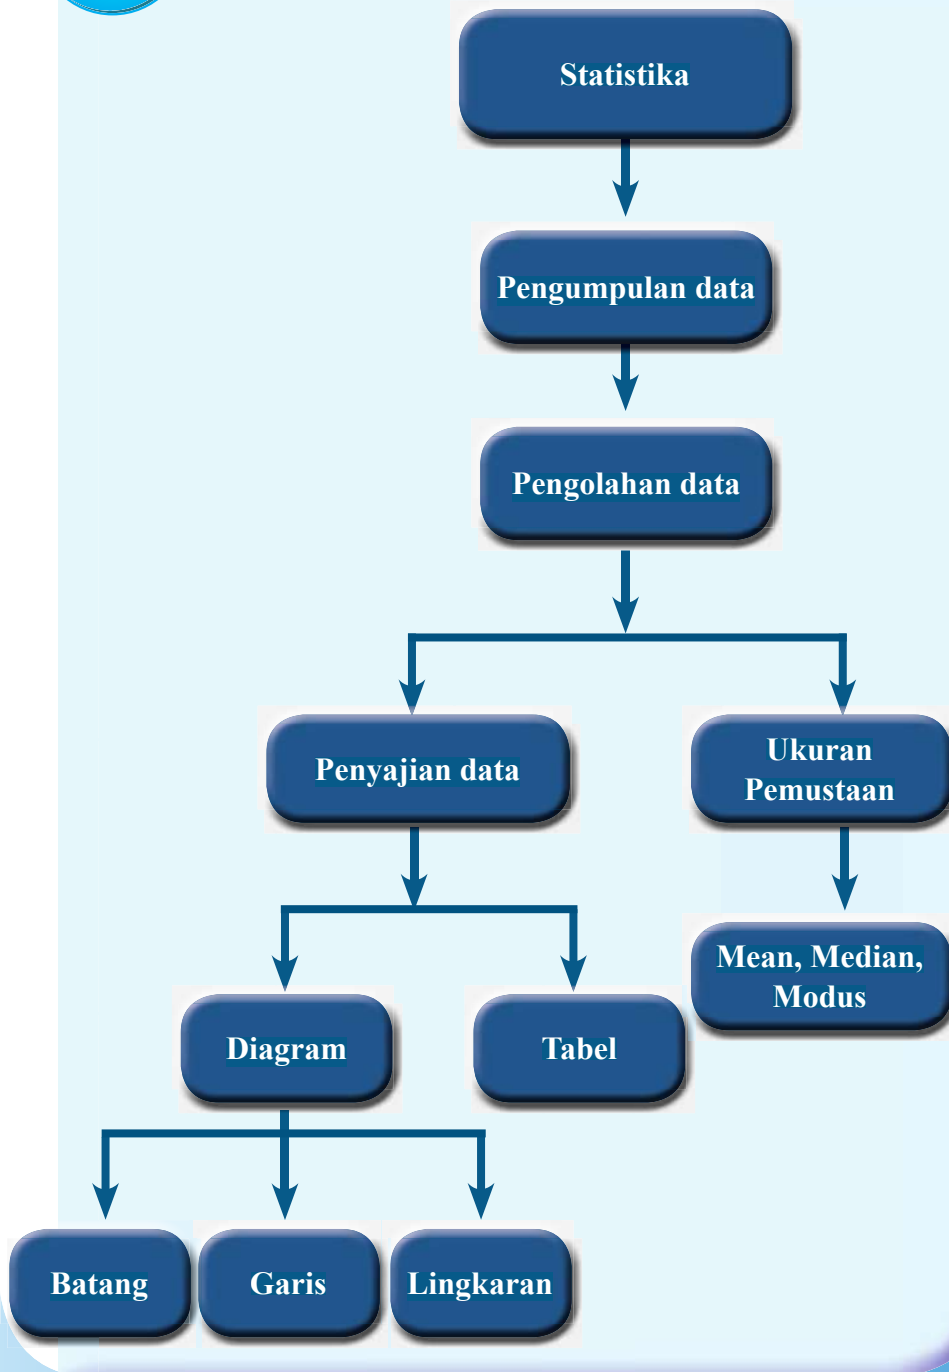 Statistika
Pengumpulan data
Pengolahan data
Penyajian data
Ukuran
Pemustaan
Mean, Median,
Modus
Diagram
Tabel
Batang
Garis
Lingkaran